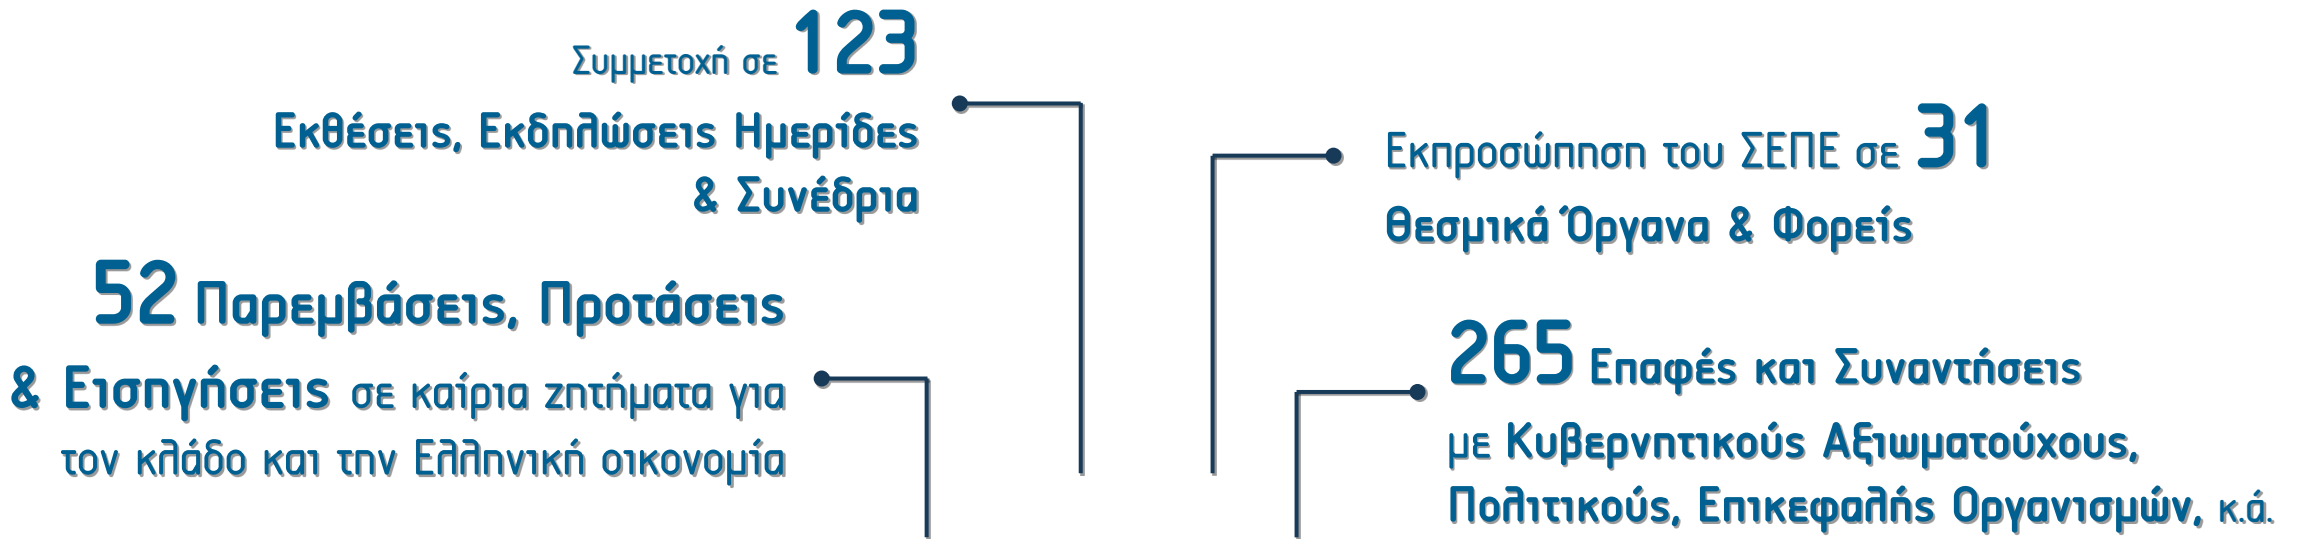 Συμμετοχή σε 123
Εκθέσεις, Εκδηλώσεις Ημερίδες
& Συνέδρια
52 Παρεμβάσεις, Προτάσεις
& Εισηγήσεις σε καίρια ζητήματα για
τον κλάδο και την Ελληνική οικονομία
Εκπροσώπηση του ΣΕΠΕ σε 31
Θεσμικά Όργανα & Φορείς
265 Επαφές και Συναντήσεις
με Κυβερνητικούς Αξιωματούχους,
Πολιτικούς, Επικεφαλής Οργανισμών, κ.ά.